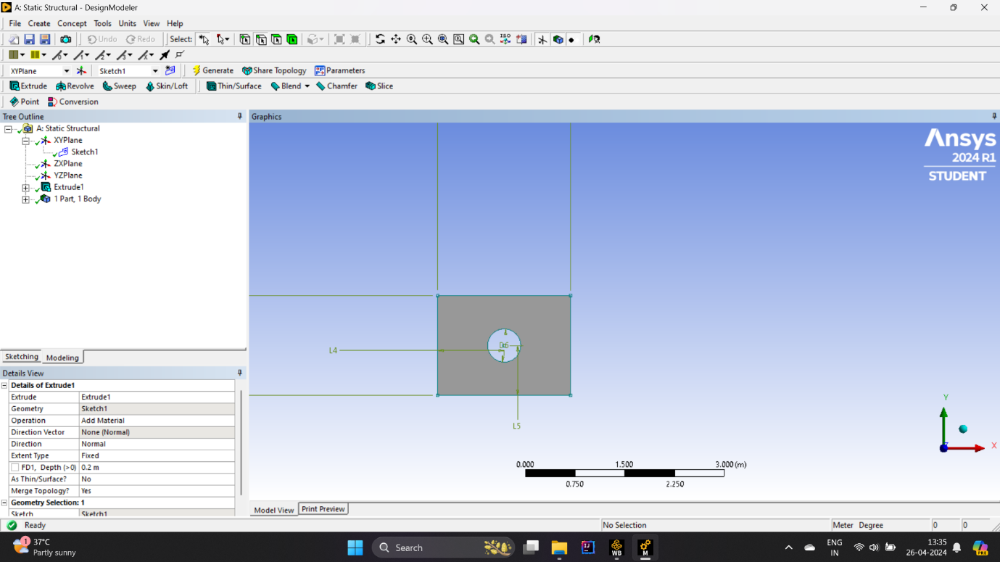 A: Static Structural - DesignModeler
File Create Concept Tools Units View Help
Undo Redo Select: ISO
XYPlane Sketch1 Generate Share Topology Parameters
Extrude Revolve Sweep Skin/Loft Thin/Surface Blend Chamfer Slice
Point Conversion
Tree Outline
A: Static Structural
XYPlane
Sketch1
ZXPlane
YZPlane
Extrude1
1 Part, 1 Body
Sketching Modeling
Details View
Details of Extrude1
Extrude Extrude1
Geometry Sketch1
Operation Add Material
Direction Vector None (Normal)
Direction Normal
Extent Type Fixed
FD1, Depth (>0) 0.2 m
As Thin/Surface? No
Merge Topology? Yes
Geometry Selection: 1
Sketch Sketch1
Graphics
Ansys
2024 R1
STUDENT
D6
L4
L5
0.000 1.500 3.000 (m)
0.750 2.250
Y
X
Z
Model View Print Preview
Ready No Selection Meter Degree 0 0
1 37°C
Partly sunny
Search
WB
M
ENG
IN
13:35
26-04-2024
PRE